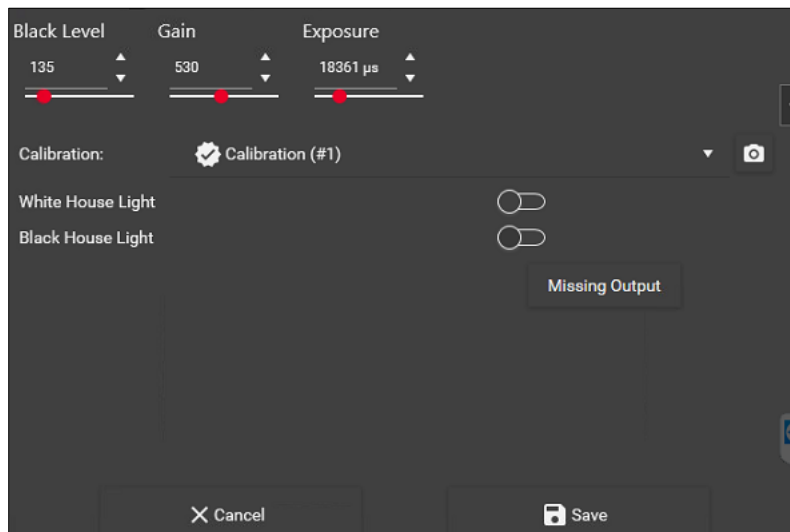 Black Level Gain Exposure
135 530 18361 µs
Calibration: Calibration (#1)
White House Light
Black House Light
Missing Output
Cancel Save